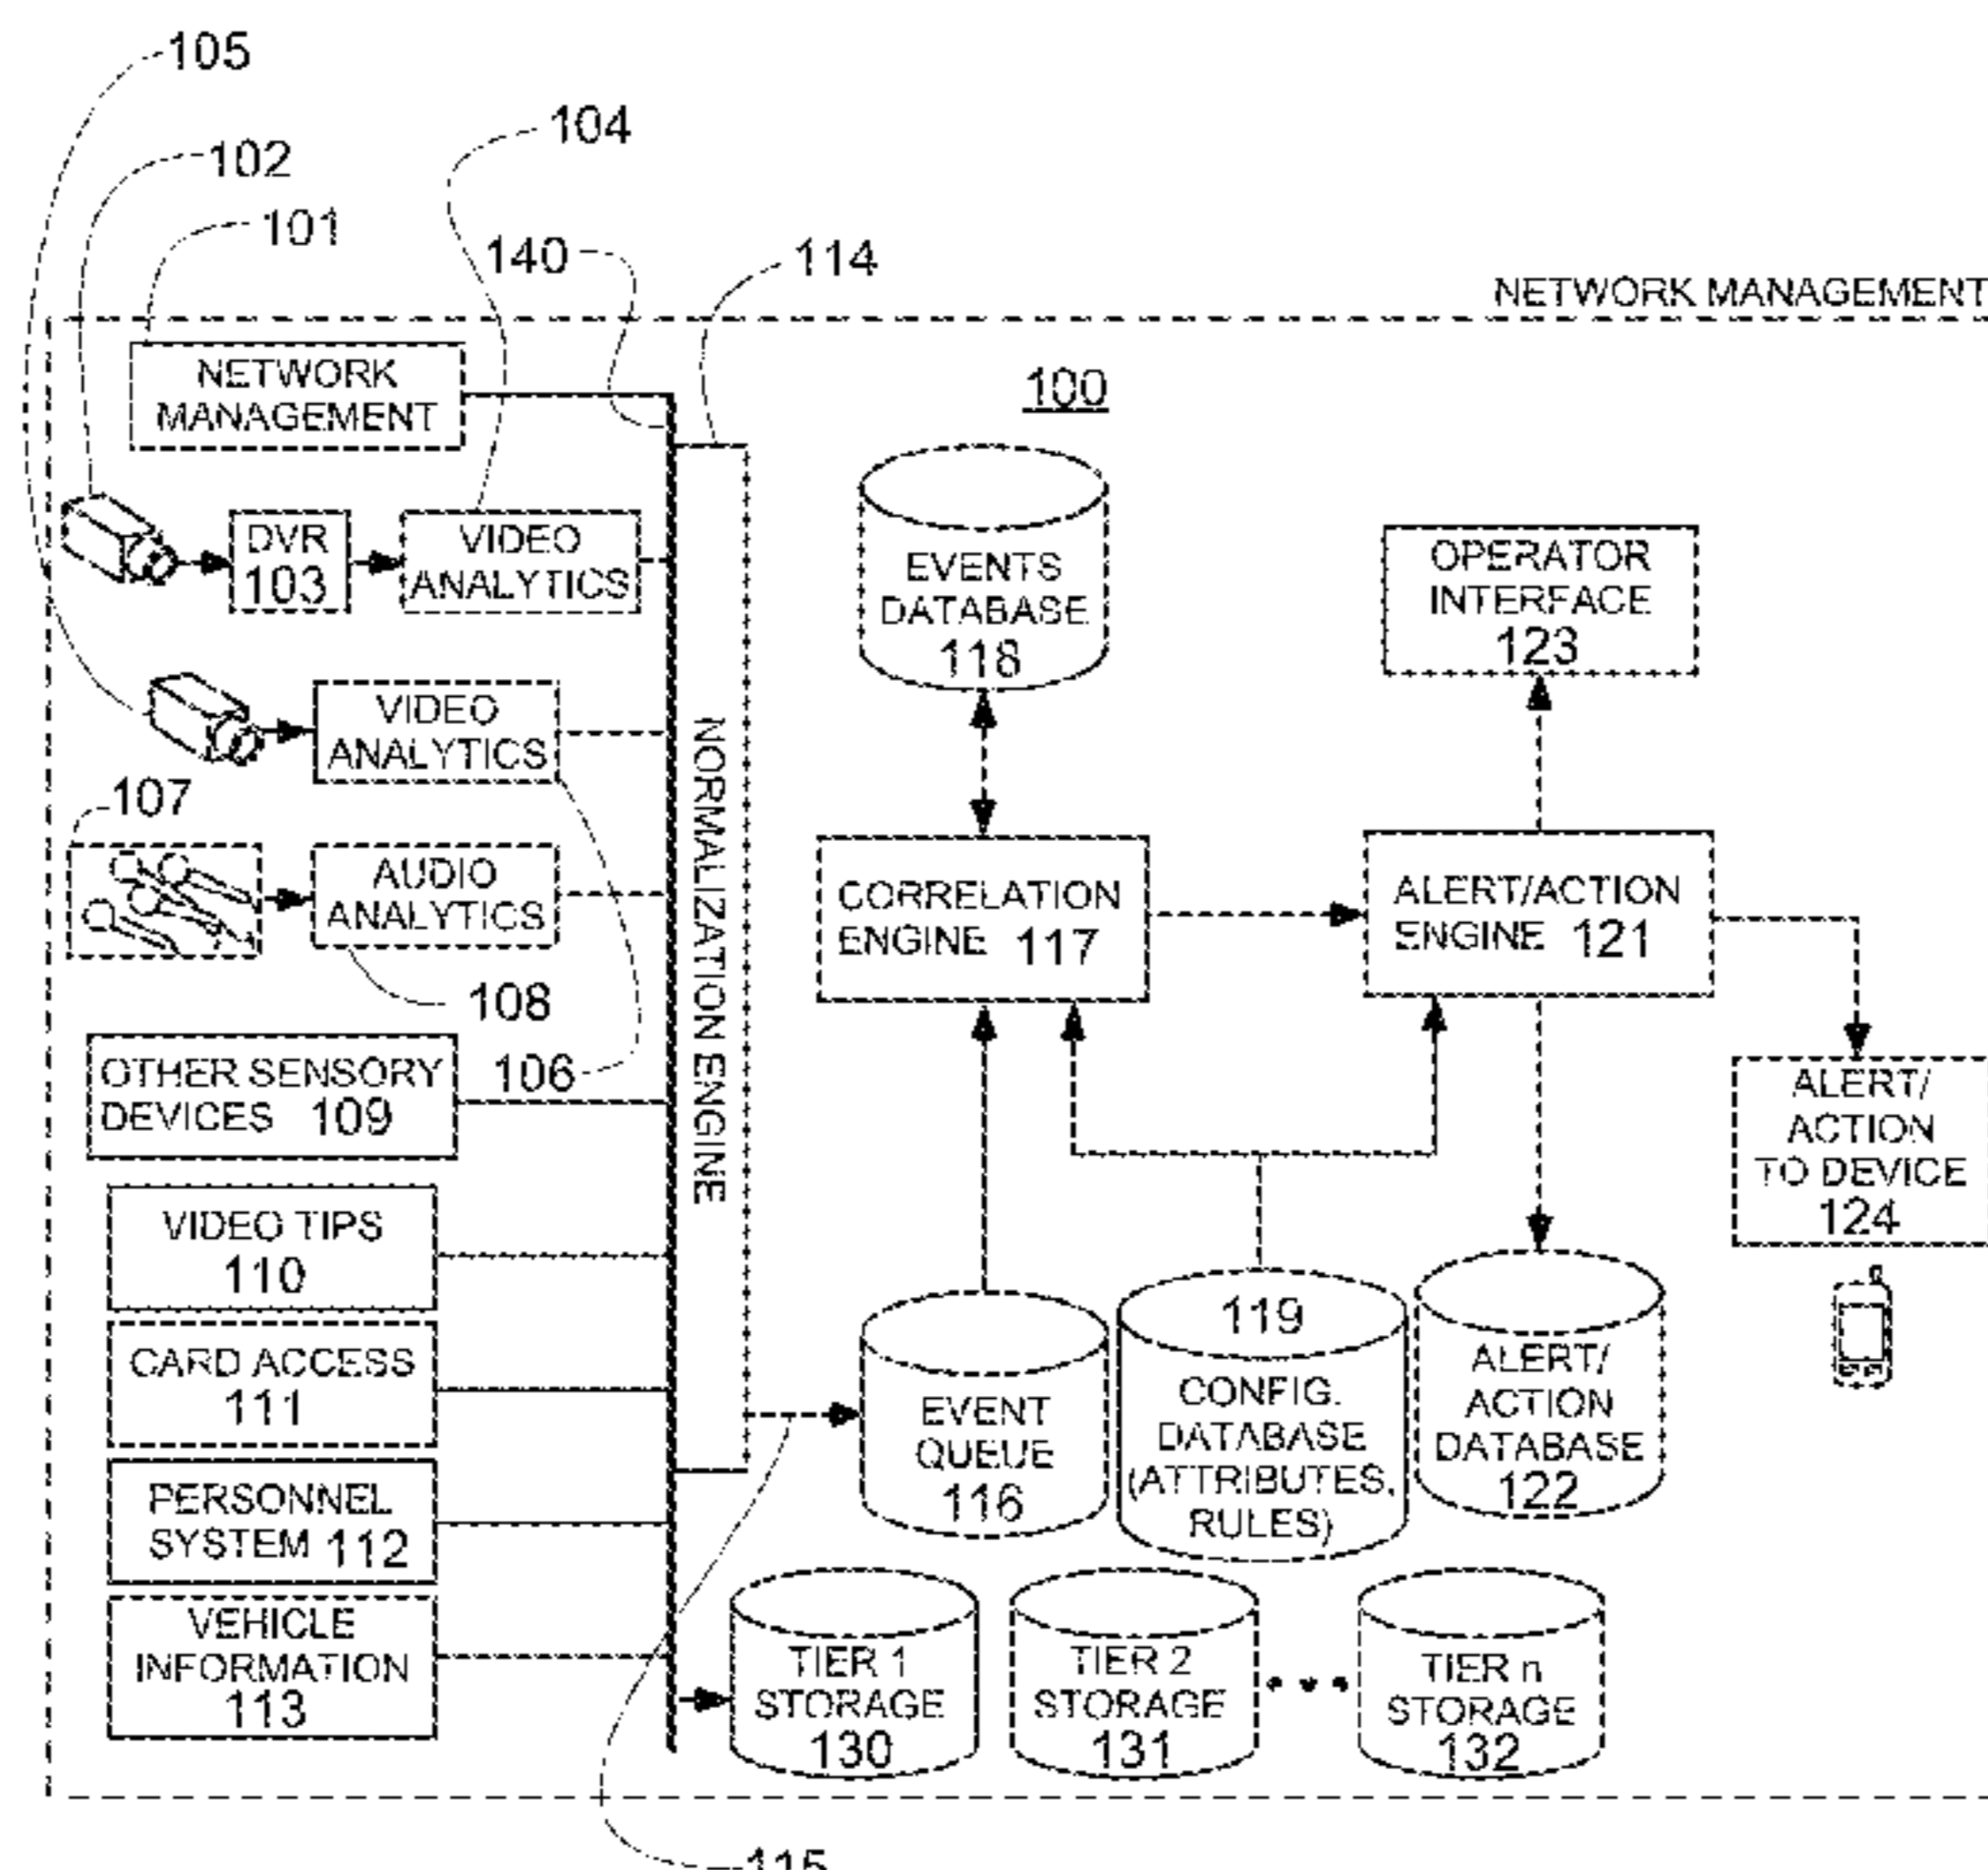 105
104
102
101
140
114
NETWORK MANAGEMENT
NETWORK
MANAGEMENT
100
DVR
103
VIDEO
ANALYTICS
EVENTS
DATABASE
118
OPERATOR
INTERFACE
123
VIDEO
ANALYTICS
NORMALIZATION ENGINE
107
AUDIO
ANALYTICS
108
CORRELATION
ENGINE 117
ALERT/ACTION
ENGINE 121
OTHER SENSORY
DEVICES 109
106
ALERT/
ACTION
TO DEVICE
124
VIDEO TIPS
110
CARD ACCESS
111
EVENT
QUEUE
116
119
CONFIG.
DATABASE
(ATTRIBUTES,
RULES)
ALERT/
ACTION
DATABASE
122
PERSONNEL
SYSTEM 112
VEHICLE
INFORMATION
113
TIER 1
STORAGE
130
TIER 2
STORAGE
131
TIER n
STORAGE
132
115